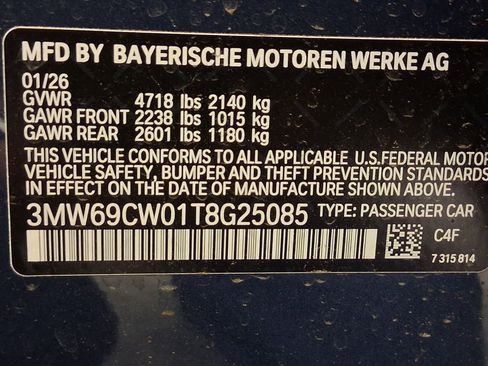 MFD BY BAYERISCHE MOTOREN WERKE AG
01/26
GVWR 4718 lbs 2140 kg
GAWR FRONT 2238 lbs 1015 kg
GAWR REAR 2601 lbs 1180 kg
THIS VEHICLE CONFORMS TO ALL APPLICABLE U.S.FEDERAL MOTOR
VEHICLE SAFETY, BUMPER AND THEFT PREVENTION STANDARDS
IN EFFECT ON THE DATE OF MANUFACTURE SHOWN ABOVE.
3MW69CW01T8G25085 TYPE: PASSENGER CAR
C4F
7 315 814